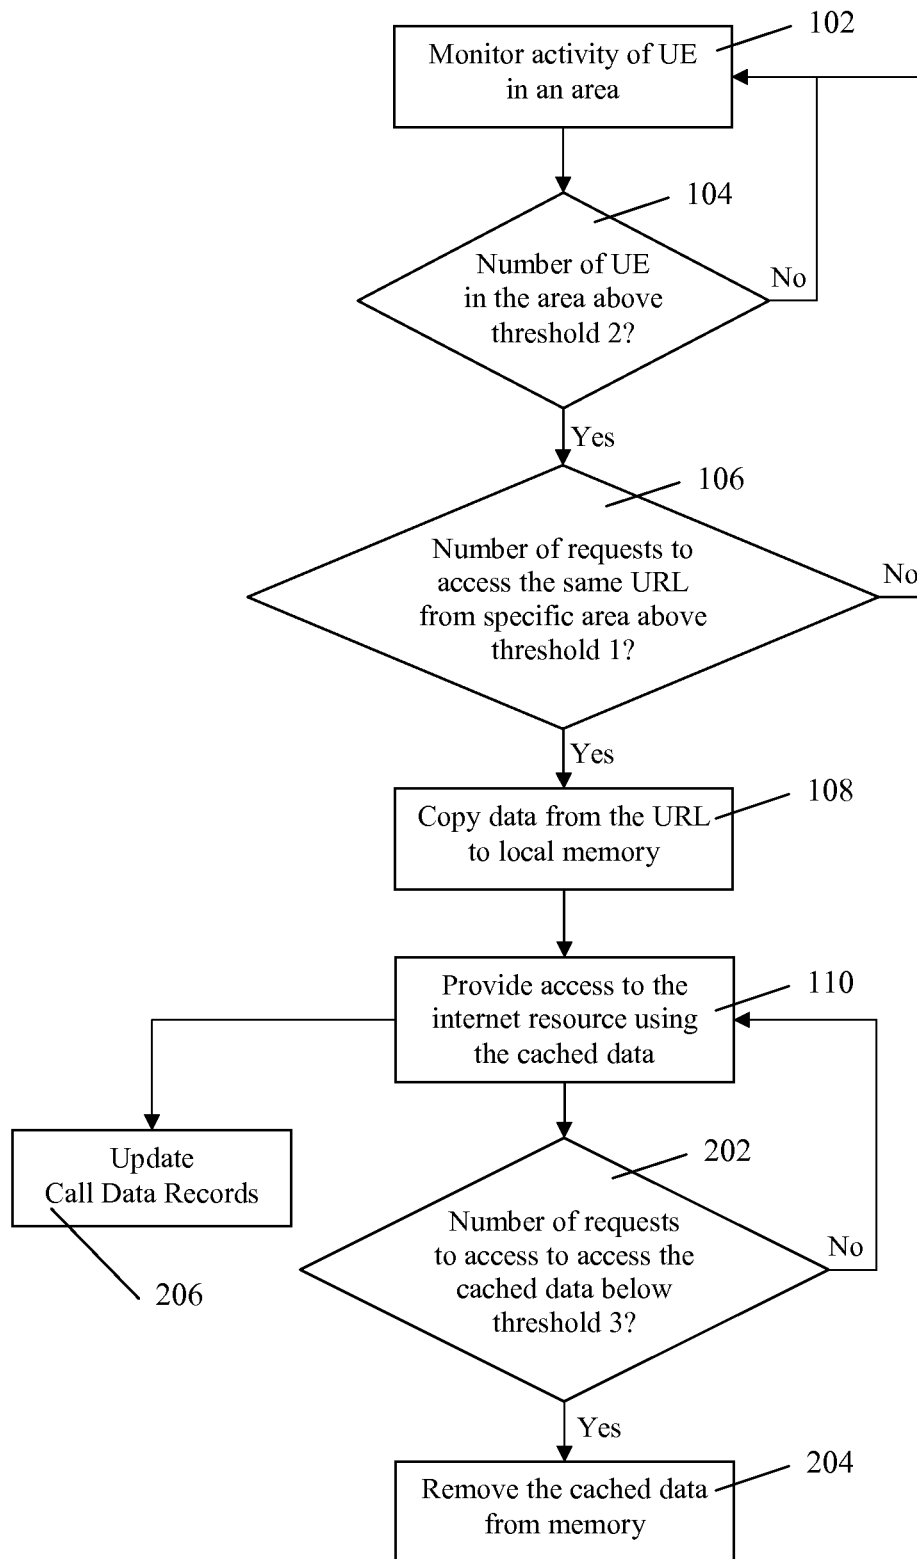 102
Monitor activity of UE
in an area
104
Number of UE
in the area above
threshold 2?
No
Yes
106
Number of requests to
access the same URL
from specific area above
threshold 1?
No
Yes
108
Copy data from the URL
to local memory
110
Provide access to the
internet resource using
the cached data
Update
Call Data Records
206
202
Number of requests
to access to access the
cached data below
threshold 3?
No
Yes
204
Remove the cached data
from memory